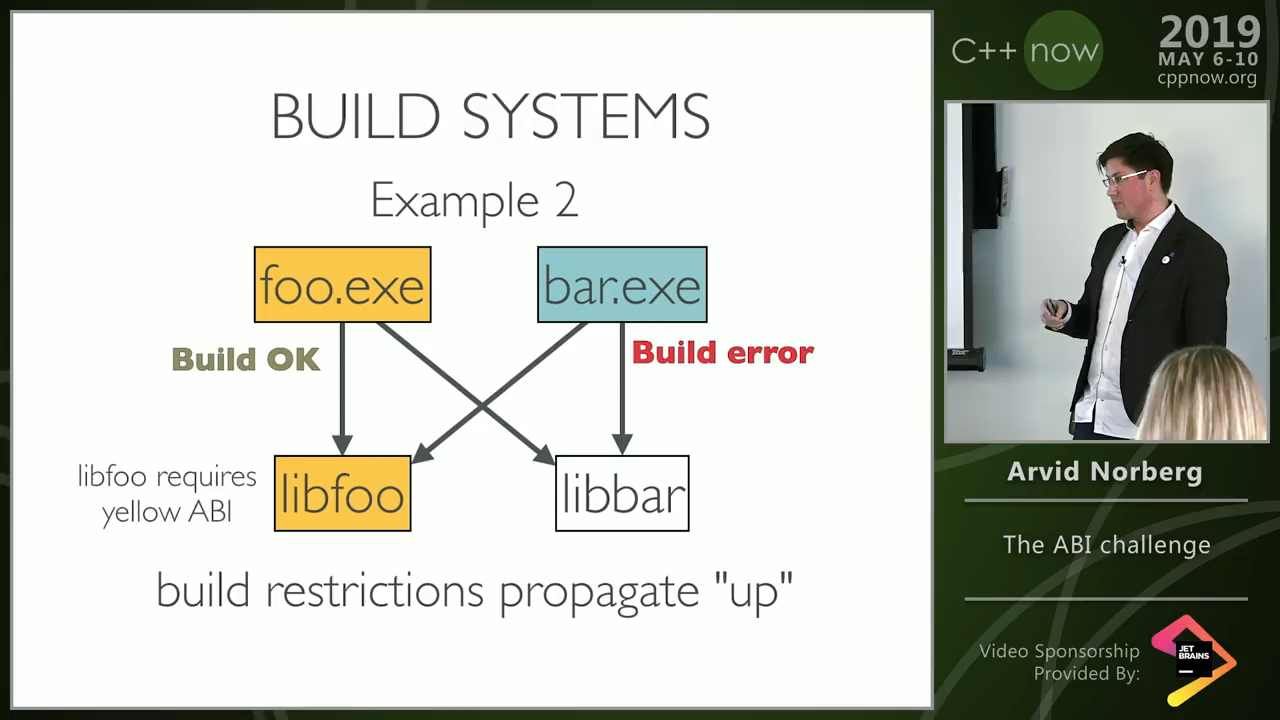 BUILD SYSTEMS
Example 2
foo.exe
bar.exe
Build OK
Build error
libfoo requires
yellow ABI
libfoo
libbar
build restrictions propagate "up"
C++ now
2019
MAY 6-10
cppnow.org
Arvid Norberg
The ABI challenge
Video Sponsorship
Provided By:
JET
BRAINS